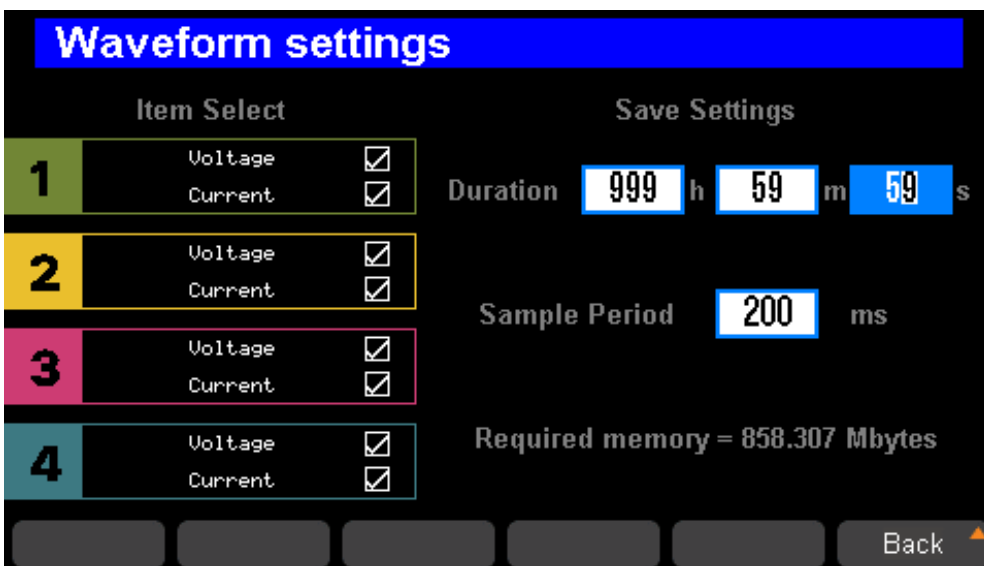 Waveform settings
Item Select
1
Voltage
Current
2
Voltage
Current
3
Voltage
Current
4
Voltage
Current
Save Settings
Duration 999 h 59 m 59 s
Sample Period 200 ms
Required memory = 858.307 Mbytes
Back